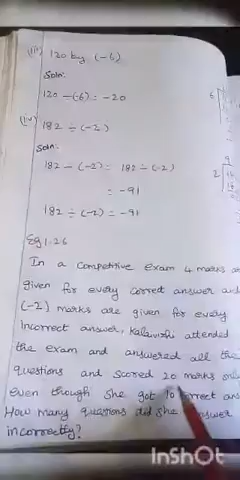 (iii) 120 by (-6)
Soln:
120 ÷ (-6) = -20
(iv) 182 ÷ (-2)
Soln:
182 ÷ (-2) = 182 ÷ (-2)
= -91
182 ÷ (-2) = -91
Eg 1.26
In a competitive exam 4 marks
given for every correct answer and
(-2) marks are given for every
incorrect answer, attended
the exam and answered all the
questions and scored 20 marks
even though she got 10 correct
How many questions did she answer
incorrectly?
6
2
InShOt